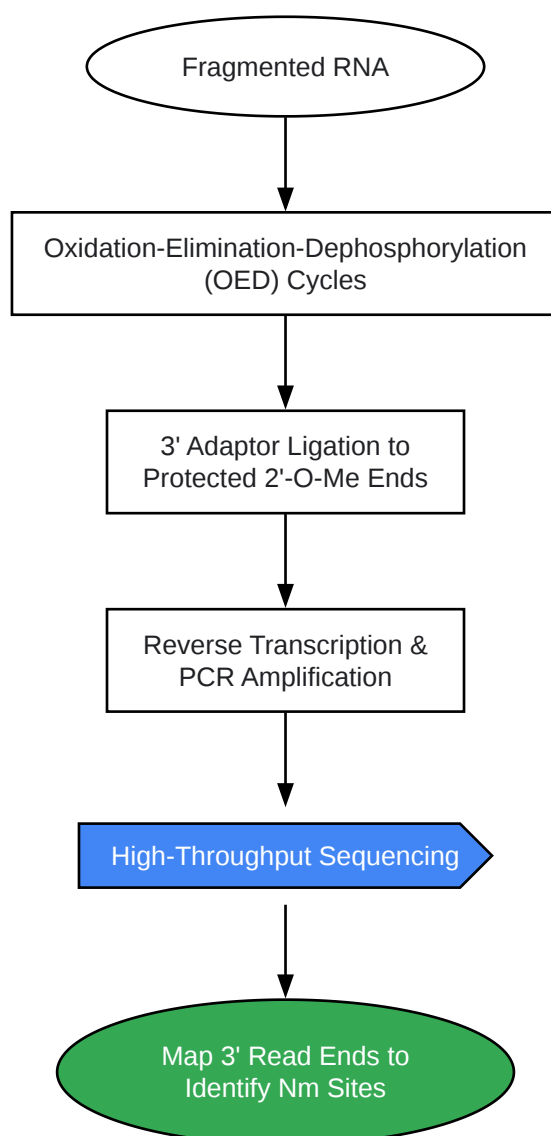 Fragmented RNA
Oxidation-Elimination-Dephosphorylation
(OED) Cycles
3' Adaptor Ligation to
Protected 2'-O-Me Ends
Reverse Transcription &
PCR Amplification
High-Throughput Sequencing
Map 3' Read Ends to
Identify Nm Sites